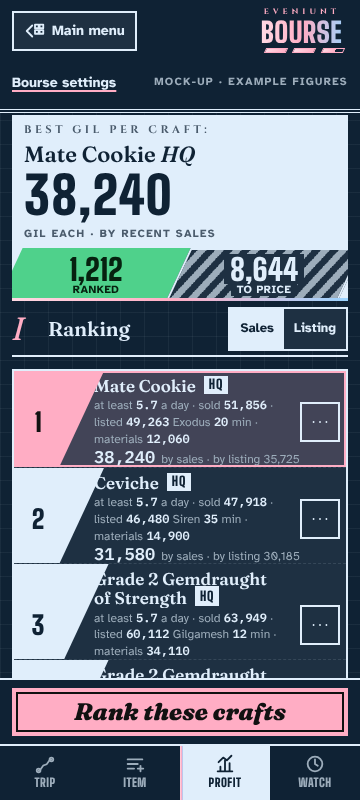 Main menu
EVENIUNT
BOURSE
Bourse settings
MOCK-UP · EXAMPLE FIGURES
BEST GIL PER CRAFT:
Mate Cookie HQ
38,240
GIL EACH · BY RECENT SALES
1,212
RANKED
8,644
TO PRICE
I Ranking
Sales Listing
1
Mate Cookie HQ
at least 5.7 a day · sold 51,856 ·
listed 49,263 Exodus 20 min ·
materials 12,060
38,240 by sales · by listing 35,725
...
2
Ceviche HQ
at least 5.7 a day · sold 47,918 ·
listed 46,480 Siren 35 min ·
materials 14,900
31,580 by sales · by listing 30,185
...
3
Grade 2 Gemdraught
of Strength HQ
at least 5.7 a day · sold 63,949 ·
listed 60,112 Gilgamesh 12 min ·
materials 34,110
...
Grade 2 Gemdraught
Rank these crafts
TRIP
ITEM
PROFIT
WATCH